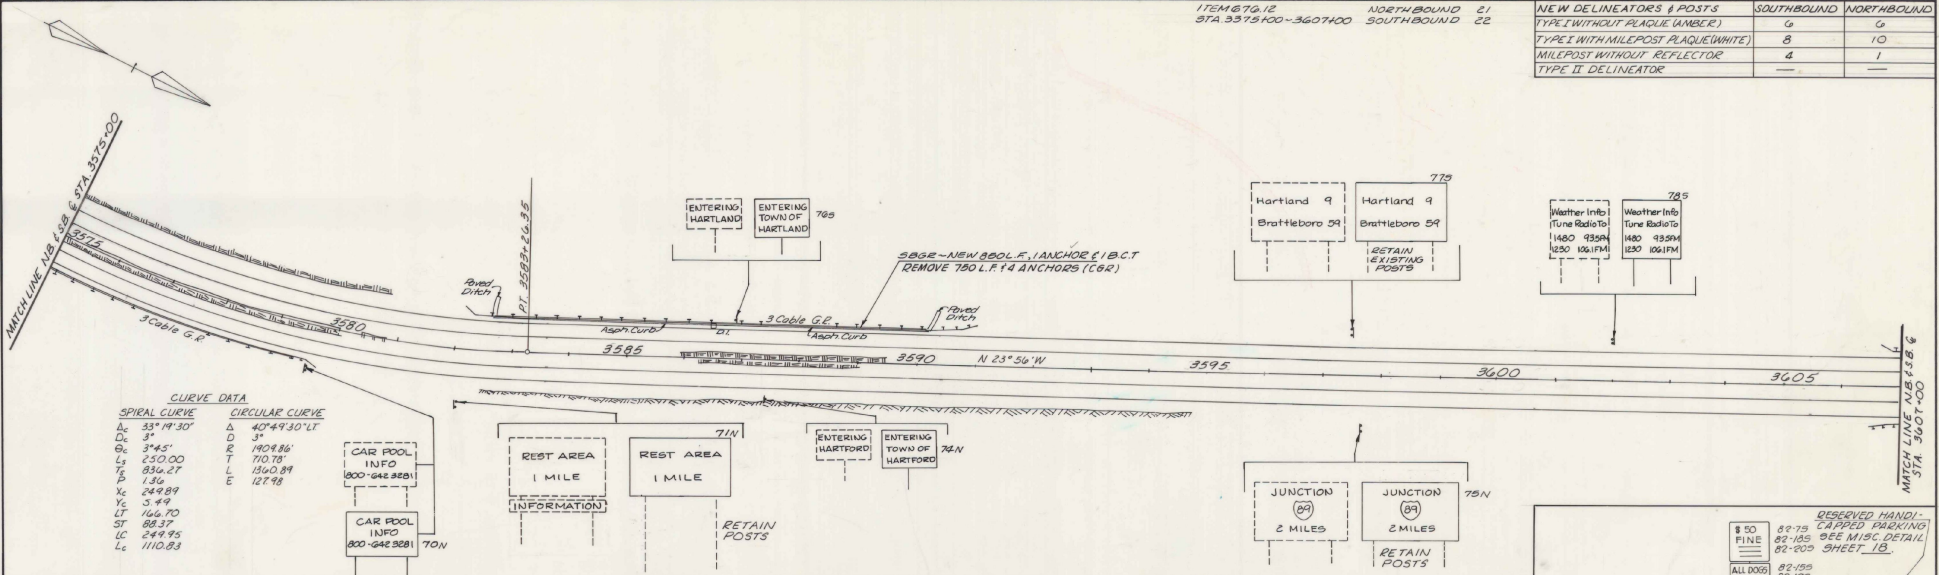 ITEM 676.12 NORTHBOUND 21
STA. 3375+00-3607+00 SOUTHBOUND 22
NEW DELINEATORS & POSTS SOUTHBOUND NORTHBOUND
TYPE I WITHOUT PLAQUE (AMBER) 6 6
TYPE I WITH MILEPOST PLAQUE (WHITE) 8 10
MILEPOST WITHOUT REFLECTOR 4 1
TYPE II DELINEATOR — —
MATCH LINE N.B. & S.B. ℄ STA. 3575+00
3575
3 Cable G.R.
3580
P.T. 3583+26.35
Paved
Ditch
ENTERING
HARTLAND
ENTERING
TOWN OF
HARTLAND
76S
SBGR-NEW 880 L.F., 1 ANCHOR & 1 B.C.T
REMOVE 750 L.F. & 4 ANCHORS (CGR)
3 Cable G.R.
Asph. Curb
D.I.
Asph. Curb
Paved
Ditch
3585
3590
N 23°56'W
3595
3600
3605
77S
Hartland 9
Brattleboro 59
Hartland 9
Brattleboro 59
RETAIN
EXISTING
POSTS
78S
Weather Info
Tune Radio To
1480 93.5FM
1230 106.1FM
Weather Info
Tune Radio To
1480 93.5FM
1230 106.1FM
MATCH LINE N.B. & S.B. ℄
STA. 3607+00
CURVE DATA
SPIRAL CURVE CIRCULAR CURVE
Δc 33°19'30" Δ 40°49'30" LT
Dc 3° D 3°
θc 3°45' R 1909.86'
Ls 250.00 T 710.78'
Ts 836.27 L 1360.89
P 1.36 E 127.98
Xc 249.89
Yc 5.49
LT 166.70
ST 88.37
LC 249.95
Lc 1110.83
CAR POOL
INFO
800-642 3281
CAR POOL
INFO
800-642 3281
70N
REST AREA
1 MILE
INFORMATION
71N
REST AREA
1 MILE
RETAIN
POSTS
ENTERING
HARTFORD
ENTERING
TOWN OF
HARTFORD
74N
JUNCTION
89
2 MILES
JUNCTION
89
2 MILES
75N
RETAIN
POSTS
$50
FINE
82-7S
82-18S
82-20S
RESERVED HANDI-
CAPPED PARKING
SEE MISC. DETAIL
SHEET 18.
ALL DOGS
82-15S